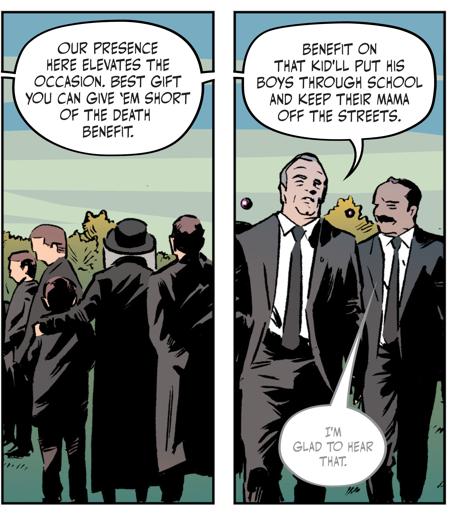 OUR PRESENCE
HERE ELEVATES THE
OCCASION. BEST GIFT
YOU CAN GIVE 'EM SHORT
OF THE DEATH
BENEFIT.
BENEFIT ON
THAT KID'LL PUT HIS
BOYS THROUGH SCHOOL
AND KEEP THEIR MAMA
OFF THE STREETS.
I'M
GLAD TO HEAR
THAT.